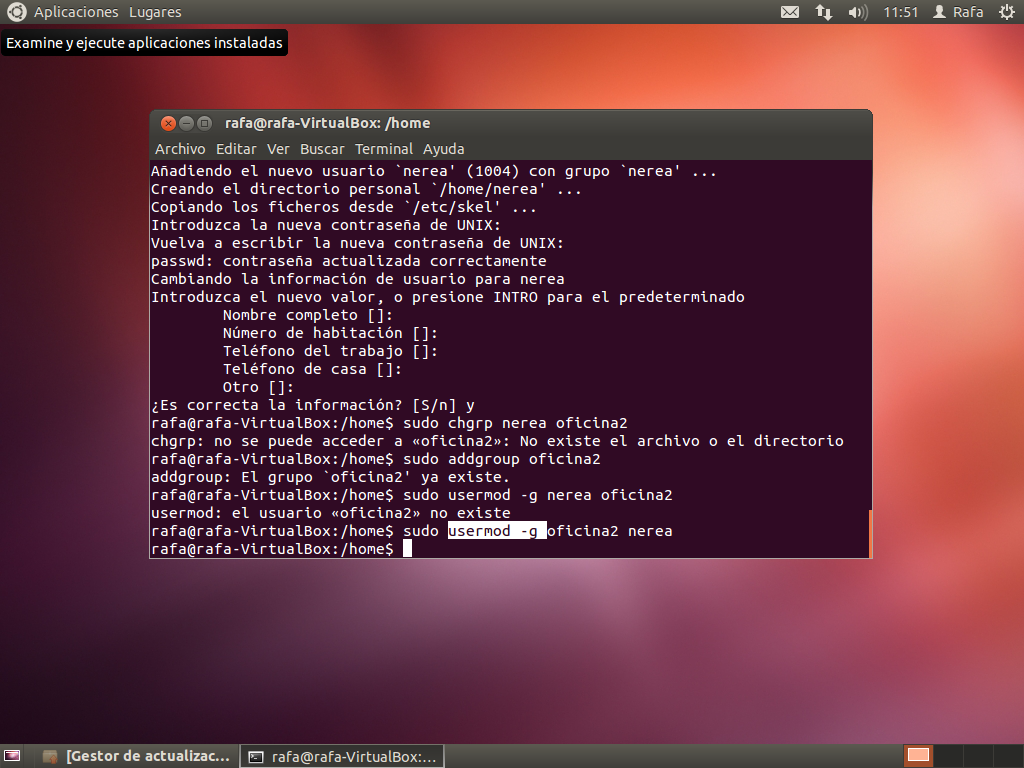 Aplicaciones Lugares 11:51 Rafa
Examine y ejecute aplicaciones instaladas
rafa@rafa-VirtualBox: /home
Archivo Editar Ver Buscar Terminal Ayuda
Añadiendo el nuevo usuario `nerea' (1004) con grupo `nerea' ...
Creando el directorio personal `/home/nerea' ...
Copiando los ficheros desde `/etc/skel' ...
Introduzca la nueva contraseña de UNIX:
Vuelva a escribir la nueva contraseña de UNIX:
passwd: contraseña actualizada correctamente
Cambiando la información de usuario para nerea
Introduzca el nuevo valor, o presione INTRO para el predeterminado
Nombre completo []:
Número de habitación []:
Teléfono del trabajo []:
Teléfono de casa []:
Otro []:
¿Es correcta la información? [S/n] y
rafa@rafa-VirtualBox:/home$ sudo chgrp nerea oficina2
chgrp: no se puede acceder a «oficina2»: No existe el archivo o el directorio
rafa@rafa-VirtualBox:/home$ sudo addgroup oficina2
addgroup: El grupo `oficina2' ya existe.
rafa@rafa-VirtualBox:/home$ sudo usermod -g nerea oficina2
usermod: el usuario «oficina2» no existe
rafa@rafa-VirtualBox:/home$ sudo usermod -g oficina2 nerea
rafa@rafa-VirtualBox:/home$
[Gestor de actualizac... rafa@rafa-VirtualBox:...